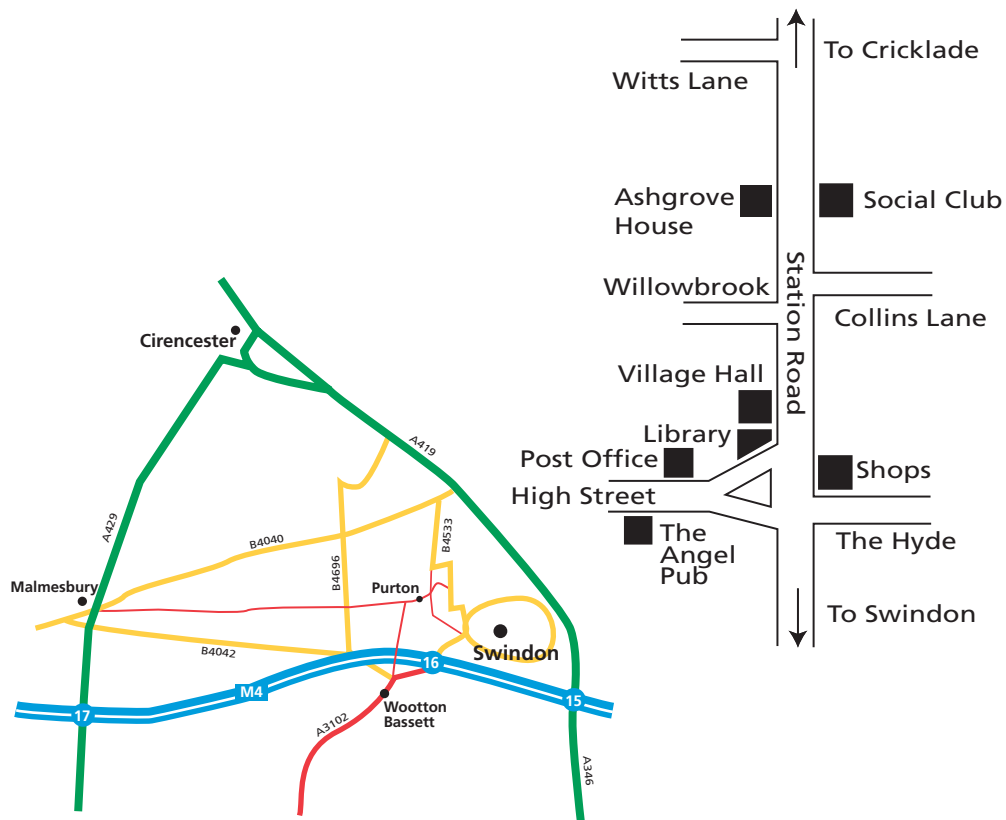 Cirencester
A419
A429
B4040
B4533
B4696
Malmesbury
Purton
B4042
Swindon
16
M4
17
15
Wootton
Bassett
A3102
A346
To Cricklade
Witts Lane
Ashgrove
House
Social Club
Station Road
Willowbrook
Collins Lane
Village Hall
Library
Post Office
Shops
High Street
The
Angel
Pub
The Hyde
To Swindon